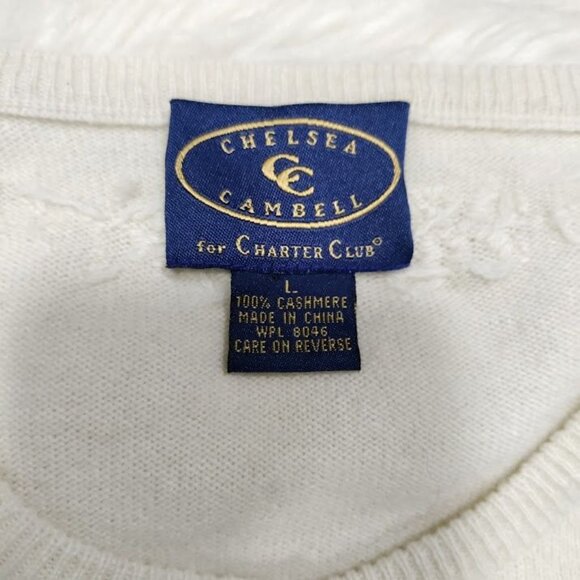 CHELSEA
CC
CAMBELL
for CHARTER CLUB©
L
100% CASHMERE
MADE IN CHINA
WPL 8046
CARE ON REVERSE